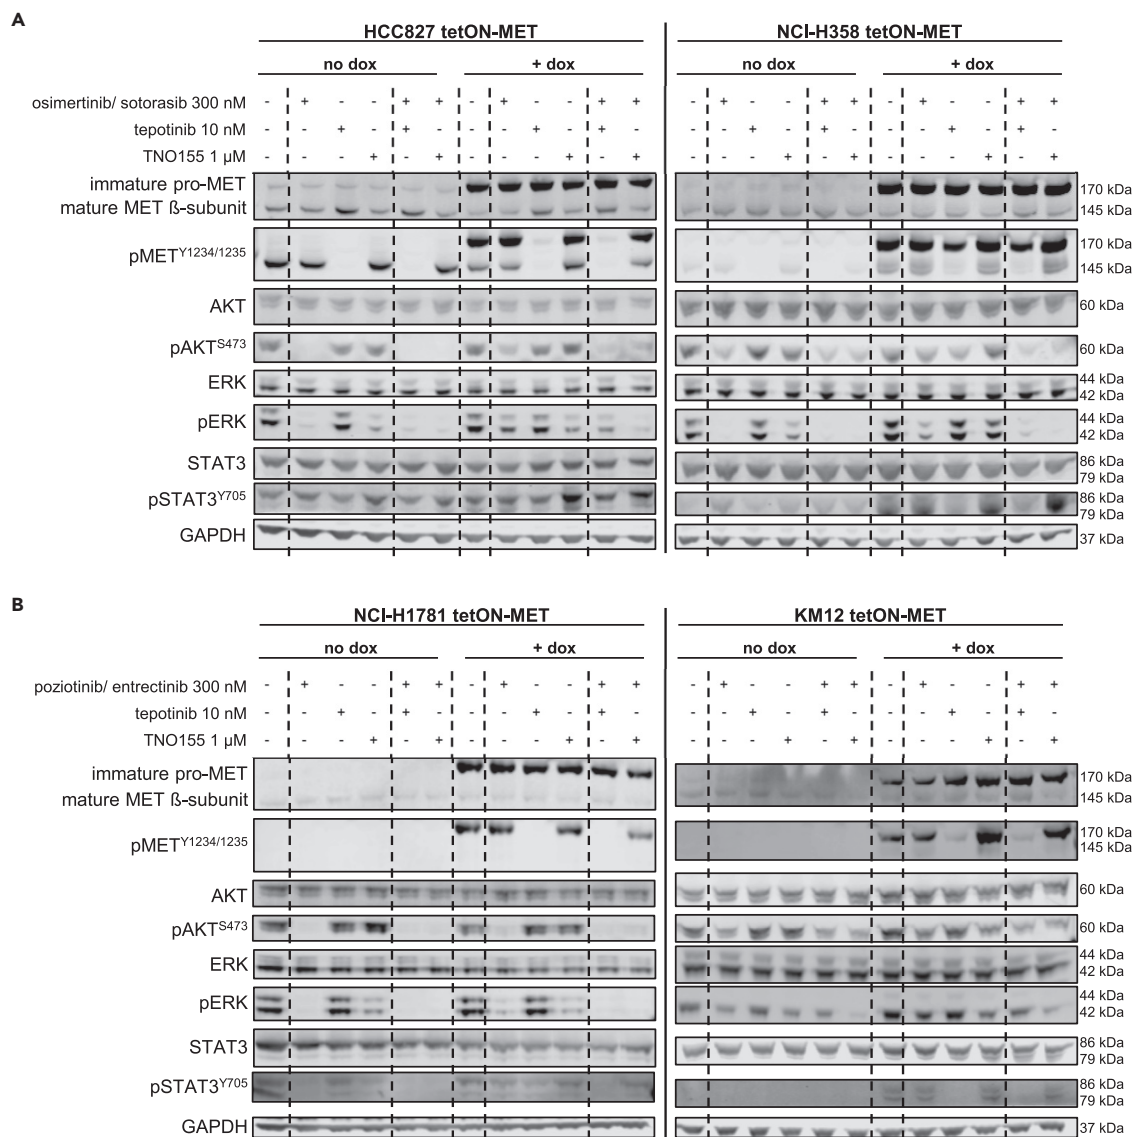 A
HCC827 tetON-MET NCI-H358 tetON-MET
no dox + dox no dox + dox
osimertinib/ sotorasib 300 nM - + - - + + - + - - + + - + - - + + - + - - + +
tepotinib 10 nM - - + - + - - - + - + - - - + - + - - - + - + -
TNO155 1 µM - - - + - + - - - + - + - - - + - + - - - + - +
immature pro-MET 170 kDa
mature MET ß-subunit 145 kDa
pMETY1234/1235 170 kDa
145 kDa
AKT 60 kDa
pAKTS473 60 kDa
ERK 44 kDa
42 kDa
pERK 44 kDa
42 kDa
STAT3 86 kDa
79 kDa
pSTAT3Y705 86 kDa
79 kDa
GAPDH 37 kDa
B
NCI-H1781 tetON-MET KM12 tetON-MET
no dox + dox no dox + dox
poziotinib/ entrectinib 300 nM - + - - + + - + - - + + - + - - + + - + - - + +
tepotinib 10 nM - - + - + - - - + - + - - - + - + - - - + - + -
TNO155 1 µM - - - + - + - - - + - + - - - + - + - - - + - +
immature pro-MET 170 kDa
mature MET ß-subunit 145 kDa
pMETY1234/1235 170 kDa
145 kDa
AKT 60 kDa
pAKTS473 60 kDa
ERK 44 kDa
42 kDa
pERK 44 kDa
42 kDa
STAT3 86 kDa
79 kDa
pSTAT3Y705 86 kDa
79 kDa
GAPDH 37 kDa